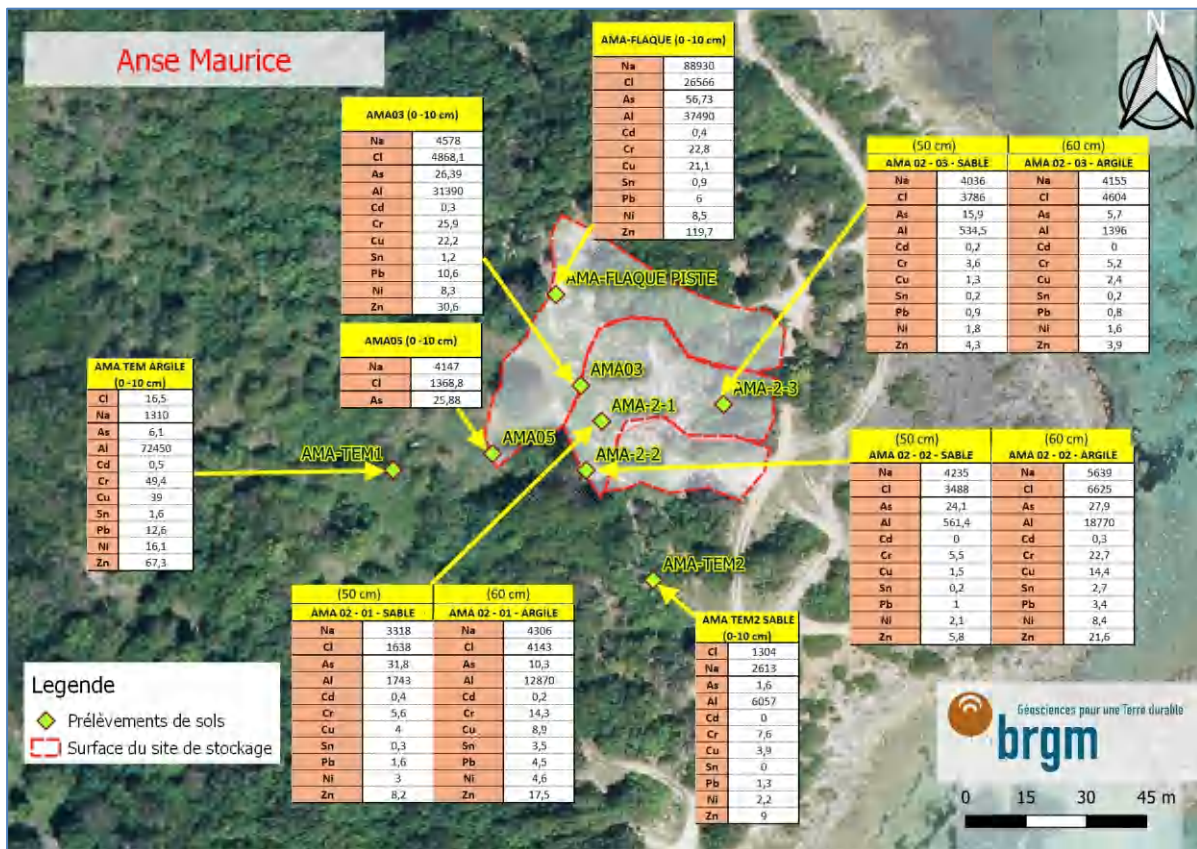 Anse Maurice
N
AMA-FLAQUE (0 -10 cm)
Na 88930
Cl 26566
As 56,73
Al 37490
Cd 0,4
Cr 22,8
Cu 21,1
Sn 0,9
Pb 6
Ni 8,5
Zn 119,7
AMA03 (0 -10 cm)
Na 4578
Cl 4868,1
As 26,39
Al 31390
Cd 0,3
Cr 25,9
Cu 22,2
Sn 1,2
Pb 10,6
Ni 8,3
Zn 30,6
(50 cm) (60 cm)
AMA 02 - 03 - SABLE AMA 02 - 03 - ARGILE
Na 4036 Na 4155
Cl 3786 Cl 4604
As 15,9 As 5,7
Al 534,5 Al 1396
Cd 0,2 Cd 0
Cr 3,6 Cr 5,2
Cu 1,3 Cu 2,4
Sn 0,2 Sn 0,2
Pb 0,9 Pb 0,8
Ni 1,8 Ni 1,6
Zn 4,3 Zn 3,9
AMA05 (0 -10 cm)
Na 4147
Cl 1368,8
As 25,88
AMA TEM ARGILE
(0 -10 cm)
Cl 16,5
Na 1310
As 6,1
Al 72450
Cd 0,5
Cr 49,4
Cu 39
Sn 1,6
Pb 12,6
Ni 16,1
Zn 67,3
AMA-FLAQUE PISTE
AMA03
AMA-2-3
AMA-2-1
AMA05
AMA-TEM1
AMA-2-2
AMA-TEM2
(50 cm) (60 cm)
AMA 02 - 02 - SABLE AMA 02 - 02 - ARGILE
Na 4235 Na 5639
Cl 3488 Cl 6625
As 24,1 As 27,9
Al 561,4 Al 18770
Cd 0 Cd 0,3
Cr 5,5 Cr 22,7
Cu 1,5 Cu 14,4
Sn 0,2 Sn 2,7
Pb 1 Pb 3,4
Ni 2,1 Ni 8,4
Zn 5,8 Zn 21,6
(50 cm) (60 cm)
AMA 02 - 01 - SABLE AMA 02 - 01 - ARGILE
Na 3318 Na 4306
Cl 1638 Cl 4143
As 31,8 As 10,3
Al 1743 Al 12870
Cd 0,4 Cd 0,2
Cr 5,6 Cr 14,3
Cu 4 Cu 8,9
Sn 0,3 Sn 3,5
Pb 1,6 Pb 4,5
Ni 3 Ni 4,6
Zn 8,2 Zn 17,5
AMA TEM2 SABLE
(0-10 cm)
Cl 1304
Na 2613
As 1,6
Al 6057
Cd 0
Cr 7,6
Cu 3,9
Sn 0
Pb 1,3
Ni 2,2
Zn 9
Legende
Prélèvements de sols
Surface du site de stockage
Géosciences pour une Terre durable
brgm
0 15 30 45 m